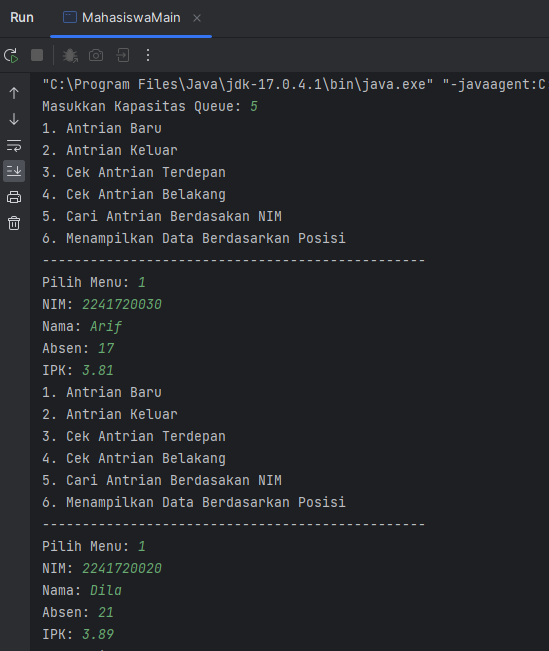 Run MahasiswaMain ×
"C:\Program Files\Java\jdk-17.0.4.1\bin\java.exe" "-javaagent:C
Masukkan Kapasitas Queue: 5
1. Antrian Baru
2. Antrian Keluar
3. Cek Antrian Terdepan
4. Cek Antrian Belakang
5. Cari Antrian Berdasakan NIM
6. Menampilkan Data Berdasarkan Posisi
------------------------------------------------
Pilih Menu: 1
NIM: 2241720030
Nama: Arif
Absen: 17
IPK: 3.81
1. Antrian Baru
2. Antrian Keluar
3. Cek Antrian Terdepan
4. Cek Antrian Belakang
5. Cari Antrian Berdasakan NIM
6. Menampilkan Data Berdasarkan Posisi
------------------------------------------------
Pilih Menu: 1
NIM: 2241720020
Nama: Dila
Absen: 21
IPK: 3.89